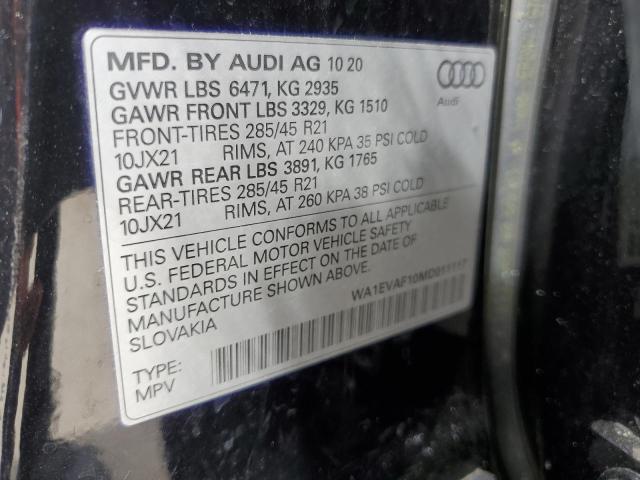 MFD. BY AUDI AG 10 20
GVWR LBS 6471, KG 2935
GAWR FRONT LBS 3329, KG 1510
FRONT-TIRES 285/45 R21
10JX21 RIMS, AT 240 KPA 35 PSI COLD
GAWR REAR LBS 3891, KG 1765
REAR-TIRES 285/45 R21
10JX21 RIMS, AT 260 KPA 38 PSI COLD
THIS VEHICLE CONFORMS TO ALL APPLICABLE
U.S. FEDERAL MOTOR VEHICLE SAFETY
STANDARDS IN EFFECT ON THE DATE OF
MANUFACTURE SHOWN ABOVE.
SLOVAKIA
WA1EVAF10MD011117
TYPE:
MPV
Audi